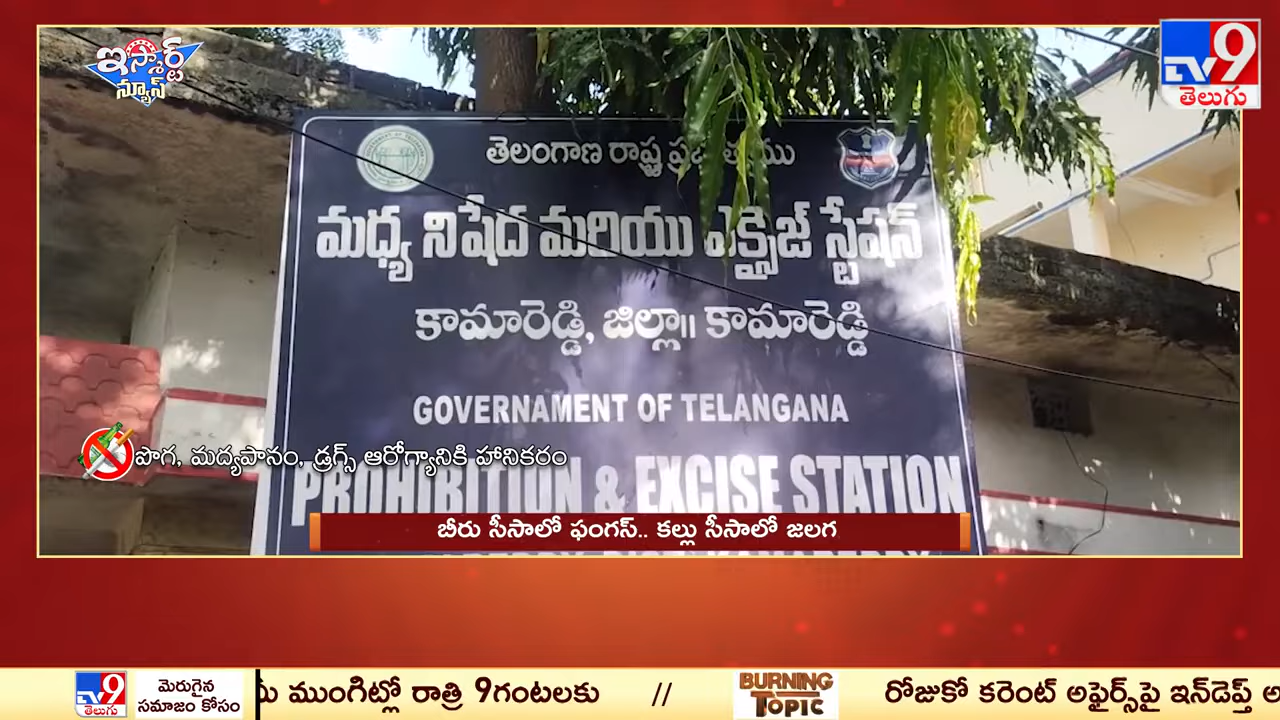 ఇస్మార్ట్
న్యూస్
TV9
తెలుగు
తెలంగాణ రాష్ట్ర
మధ్య నిషేద మరియు ఎక్సైజ్ స్టేషన్
కామారెడ్డి, జిల్లా॥ కామారెడ్డి
GOVERNAMENT OF TELANGANA
పొగ, మద్యపానం, డ్రగ్స్ ఆరోగ్యానికి హానికరం
PROHIBITION & EXCISE STATION
బీరు సీసాలో ఫంగస్.. కల్లు సీసాలో జలగ
TV9 తెలుగు
మెరుగైన
సమాజం కోసం
ముంగిట్లో రాత్రి 9గంటలకు // BURNING TOPIC రోజుకో కరెంట్ అఫైర్స్‌పై ఇన్‌డెప్త్